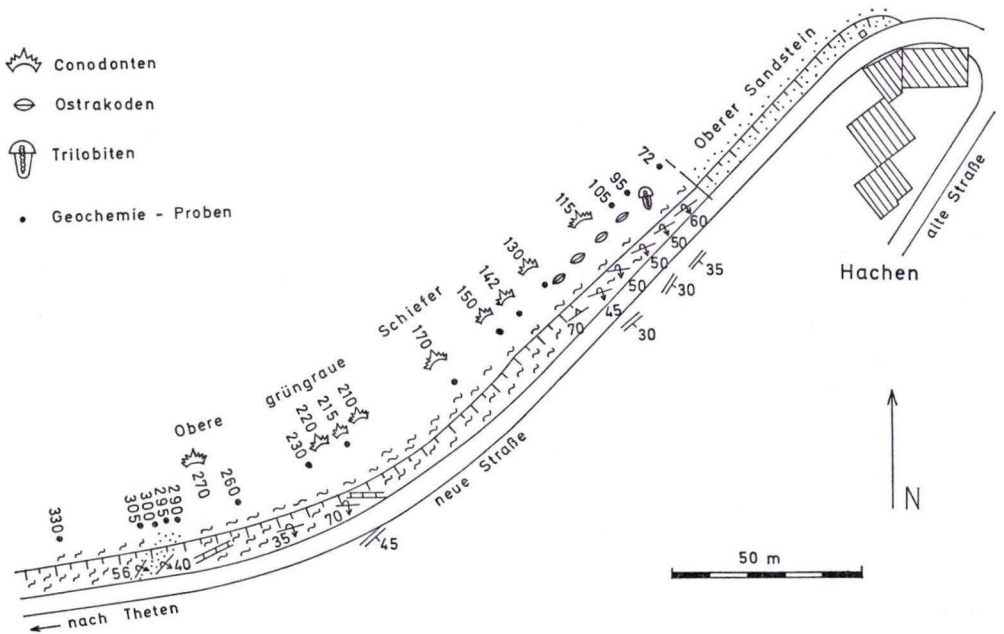 Conodonten
Ostrakoden
Trilobiten
Geochemie - Proben
Oberer Sandstein
72
95
105
115
130
142
150
170
Schiefer
210
215
220
230
grüngraue
260
270
Obere
290
295
300
305
330
60
50
50
50
45
70
35
30
30
70
35
45
40
56
alte Straße
Hachen
neue Straße
N
50 m
nach Theten